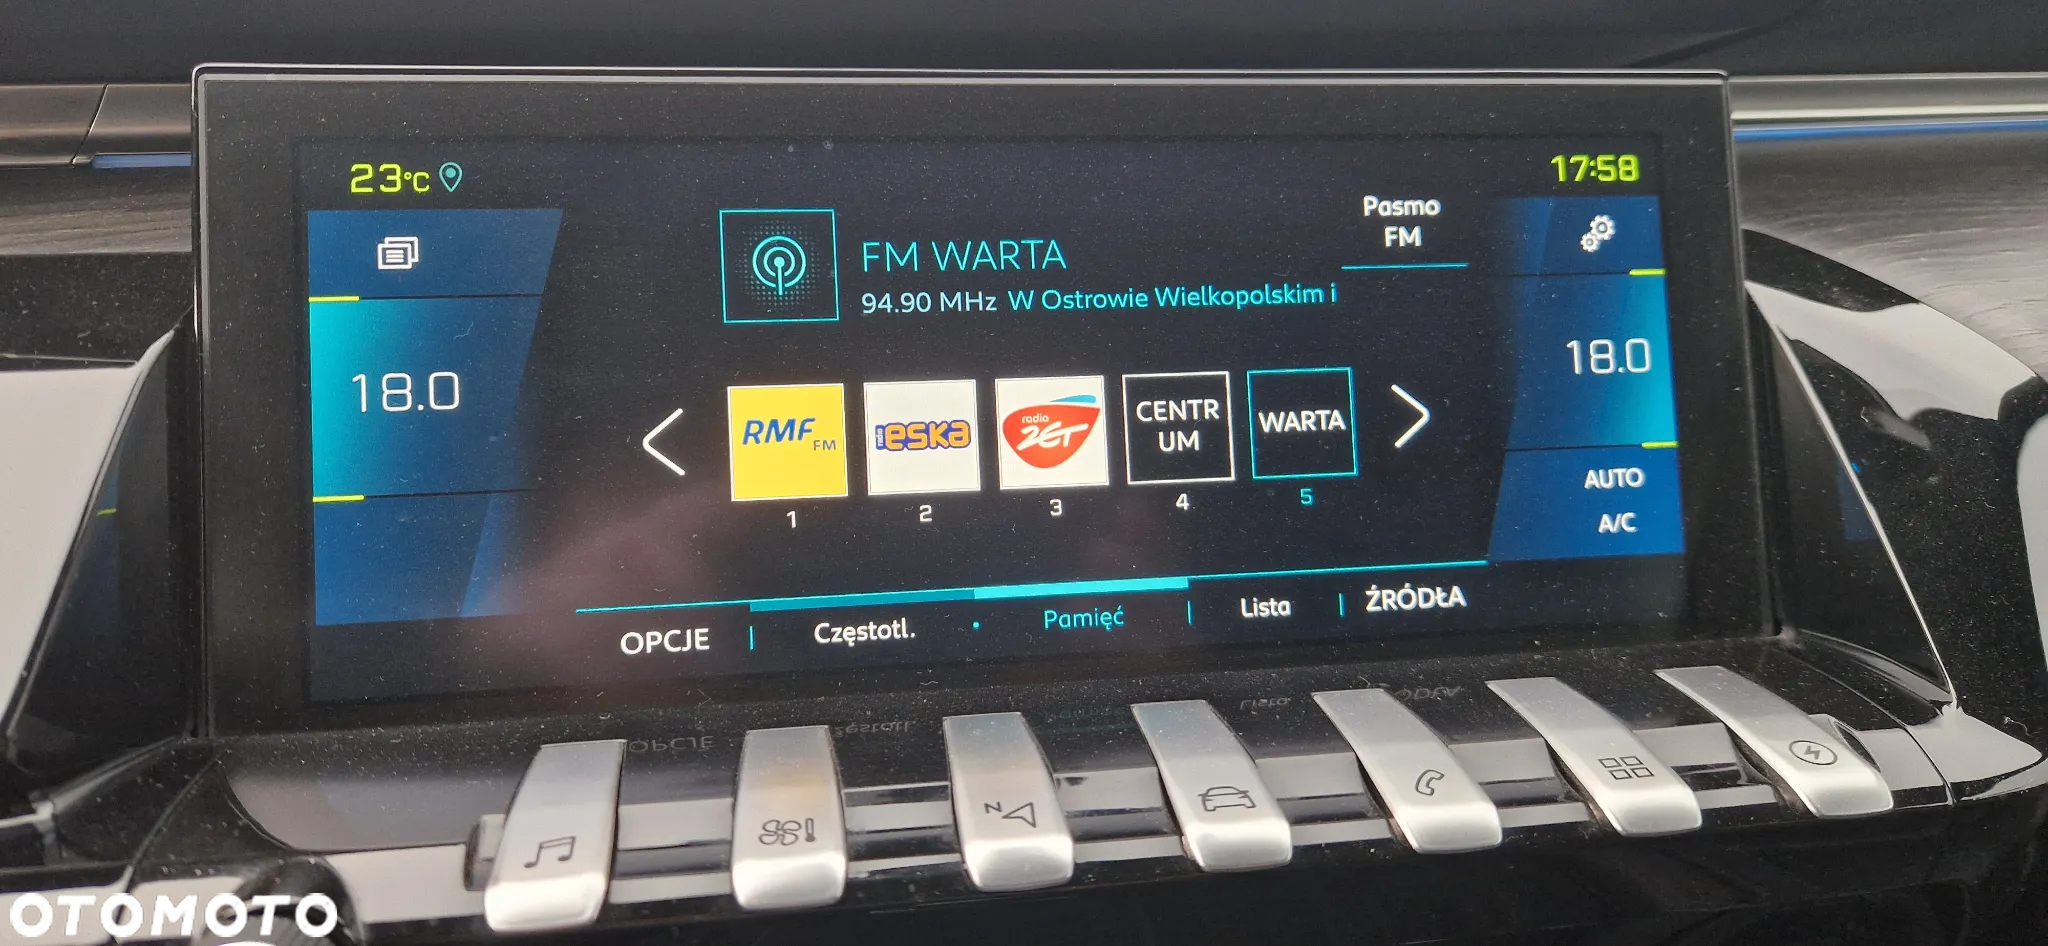 23°C
17:58
Pasmo
FM
FM WARTA
94.90 MHz W Ostrowie Wielkopolskim i
18.0
18.0
RMF FM
radio eska
radio
ZET
CENTR
UM
WARTA
1
2
3
4
5
AUTO
A/C
OPCJE
Częstotl.
Pamięć
Lista
ŹRÓDŁA
N
OTOMOTO